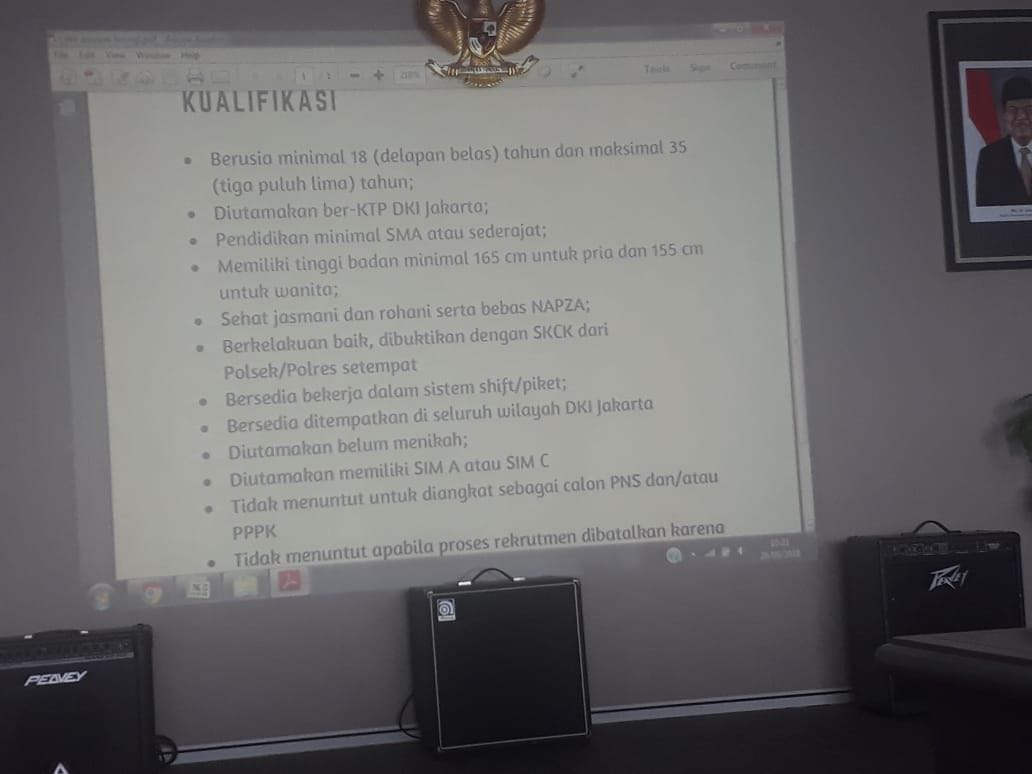 File Edit View Window Help
1 / 1
Tools Sign Comment
KUALIFIKASI
• Berusia minimal 18 (delapan belas) tahun dan maksimal 35
(tiga puluh lima) tahun;
• Diutamakan ber-KTP DKI Jakarta;
• Pendidikan minimal SMA atau sederajat;
• Memiliki tinggi badan minimal 165 cm untuk pria dan 155 cm
untuk wanita;
• Sehat jasmani dan rohani serta bebas NAPZA;
• Berkelakuan baik, dibuktikan dengan SKCK dari
Polsek/Polres setempat
• Bersedia bekerja dalam sistem shift/piket;
• Bersedia ditempatkan di seluruh wilayah DKI Jakarta
• Diutamakan belum menikah;
• Diutamakan memiliki SIM A atau SIM C
• Tidak menuntut untuk diangkat sebagai calon PNS dan/atau
PPPK
• Tidak menuntut apabila proses rekrutmen dibatalkan karena
PEAVEY
PEAVEY